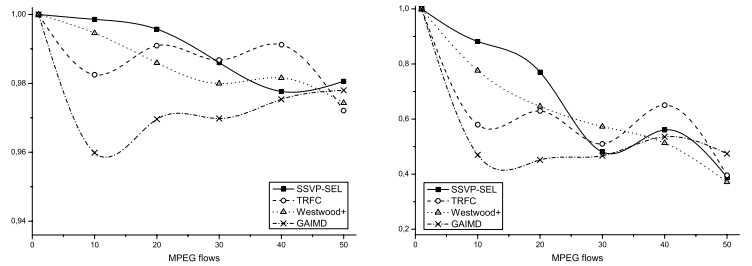 1,00
0,98
0,96
0,94
0 10 20 30 40 50
MPEG flows
SSVP-SEL
TRFC
Westwood+
GAIMD
1,0
0,8
0,6
0,4
0,2
0 10 20 30 40 50
MPEG flows
SSVP-SEL
TRFC
Westwood+
GAIMD